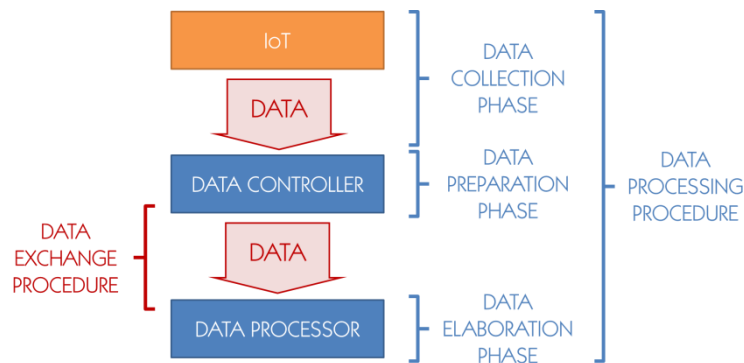 IoT
DATA
COLLECTION
PHASE
DATA
DATA CONTROLLER
DATA
PREPARATION
PHASE
DATA
PROCESSING
PROCEDURE
DATA
EXCHANGE
PROCEDURE
DATA
DATA PROCESSOR
DATA
ELABORATION
PHASE